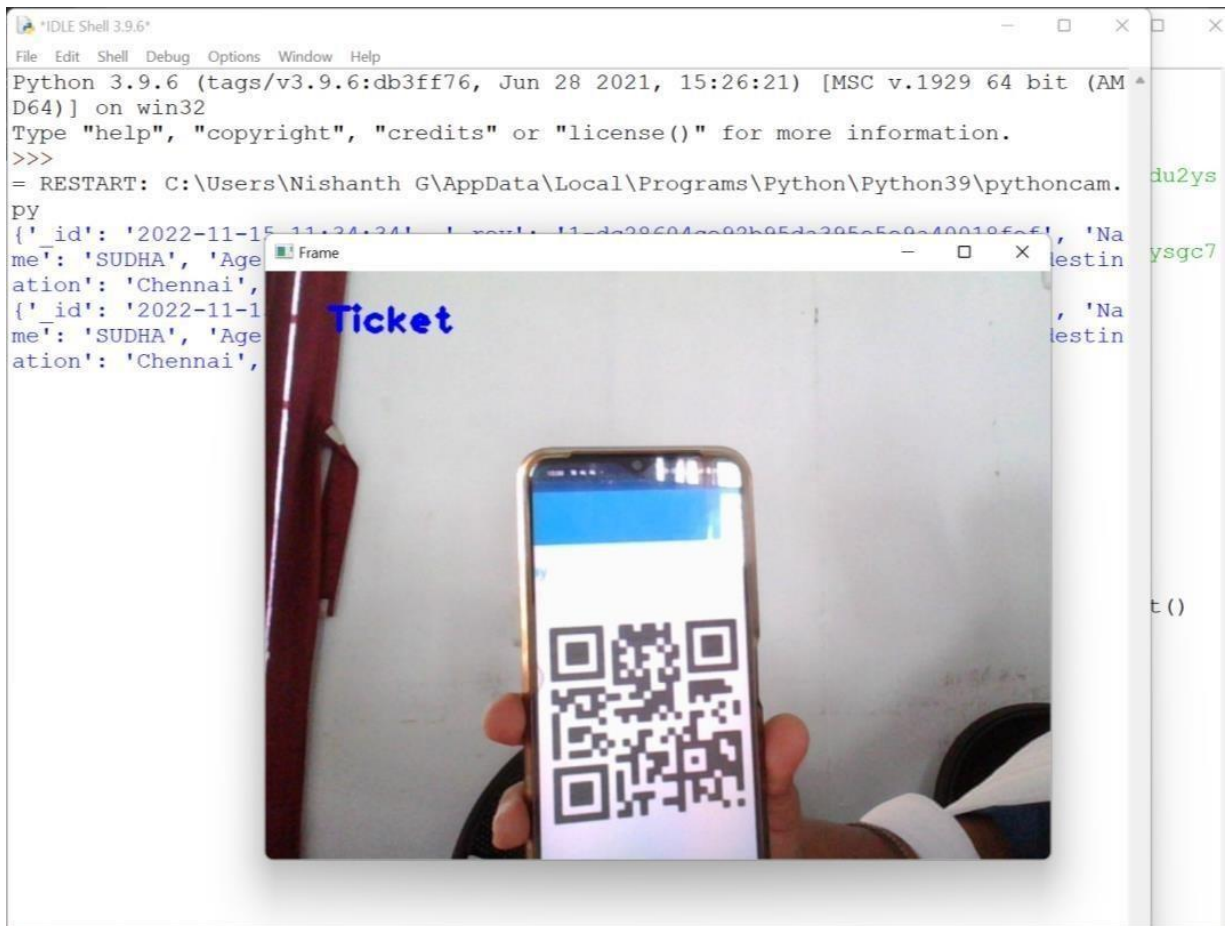 *IDLE Shell 3.9.6*
File Edit Shell Debug Options Window Help
Python 3.9.6 (tags/v3.9.6:db3ff76, Jun 28 2021, 15:26:21) [MSC v.1929 64 bit (AM
D64)] on win32
Type "help", "copyright", "credits" or "license()" for more information.
>>>
= RESTART: C:\Users\Nishanth G\AppData\Local\Programs\Python\Python39\pythoncam.
py
{'_id': '2022-11-15 11:34:34', 'Na
me': 'SUDHA', 'Age destin
ation': 'Chennai',
{'_id': '2022-11-1 , 'Na
me': 'SUDHA', 'Age destin
ation': 'Chennai',
Frame
Ticket
du2ys
ysgc7
t()